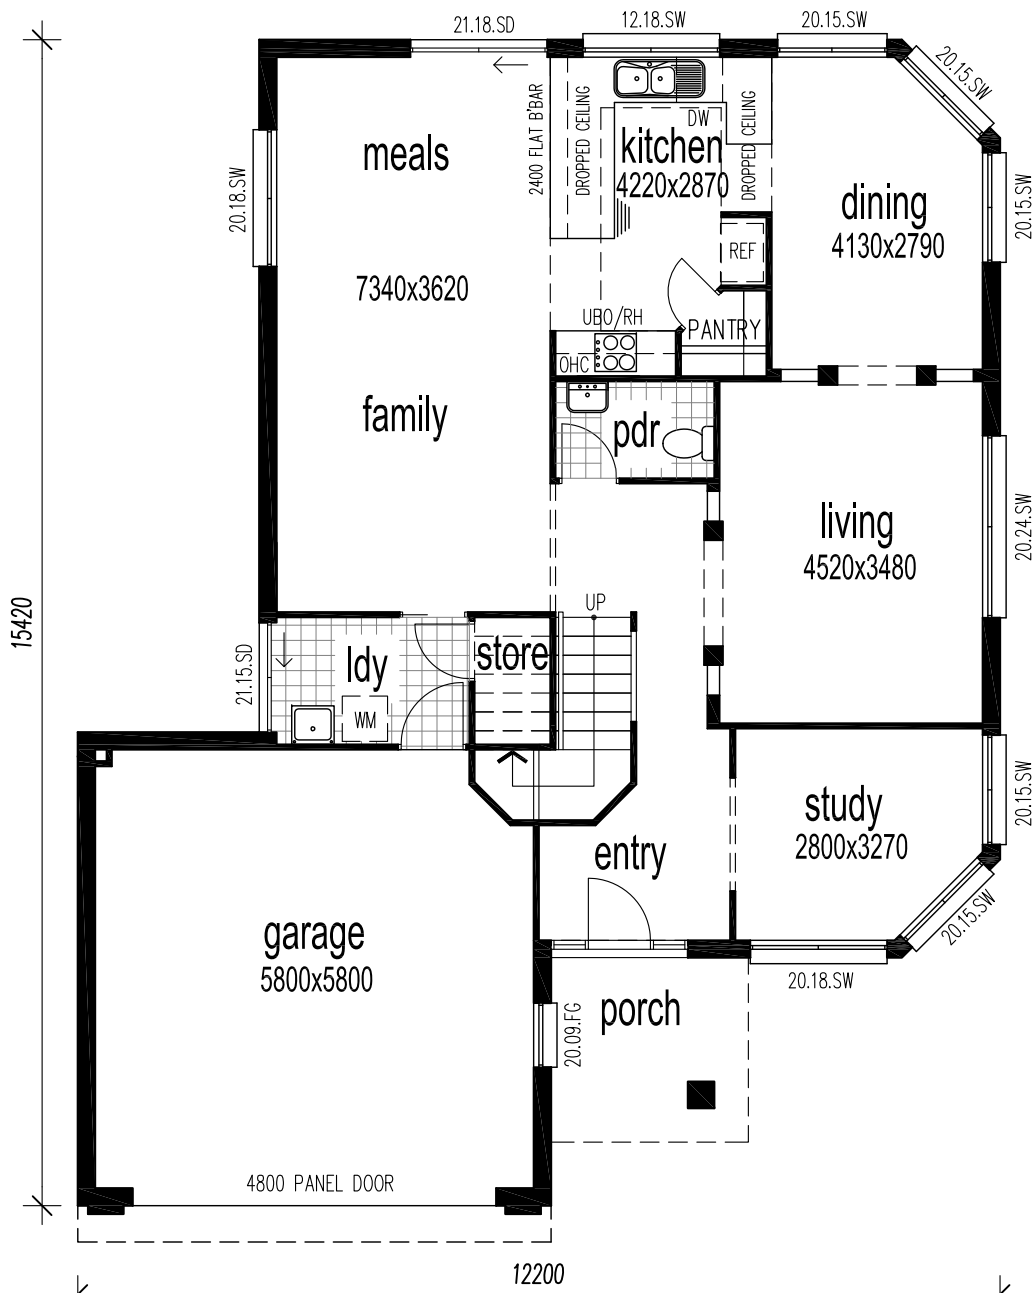 21.18.SD
12.18.SW
20.15.SW
20.15.SW
meals
2400 FLAT B'BAR
DROPPED CEILING
DW
kitchen
4220x2870
DROPPED CEILING
20.18.SW
20.15.SW
dining
4130x2790
REF
7340x3620
UBO/RH
PANTRY
OHC
family
pdr
living
4520x3480
20.24.SW
15420
UP
21.15.SD
ldy
store
WM
study
2800x3270
20.15.SW
entry
20.15.SW
garage
5800x5800
20.18.SW
porch
20.09.FG
4800 PANEL DOOR
12200